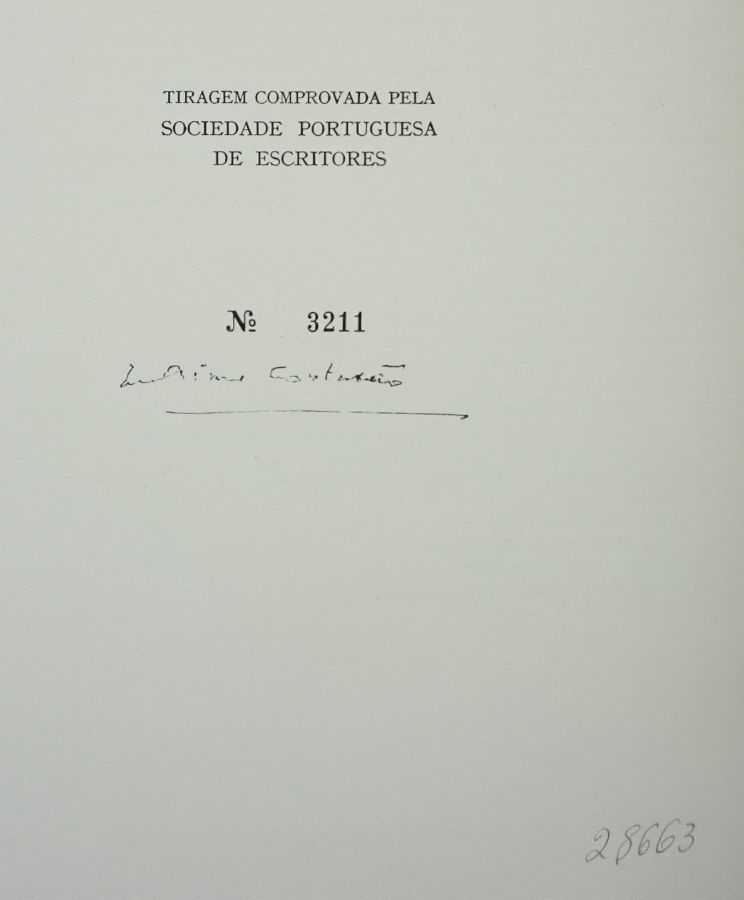 TIRAGEM COMPROVADA PELA
SOCIEDADE PORTUGUESA
DE ESCRITORES
№ 3211
28663